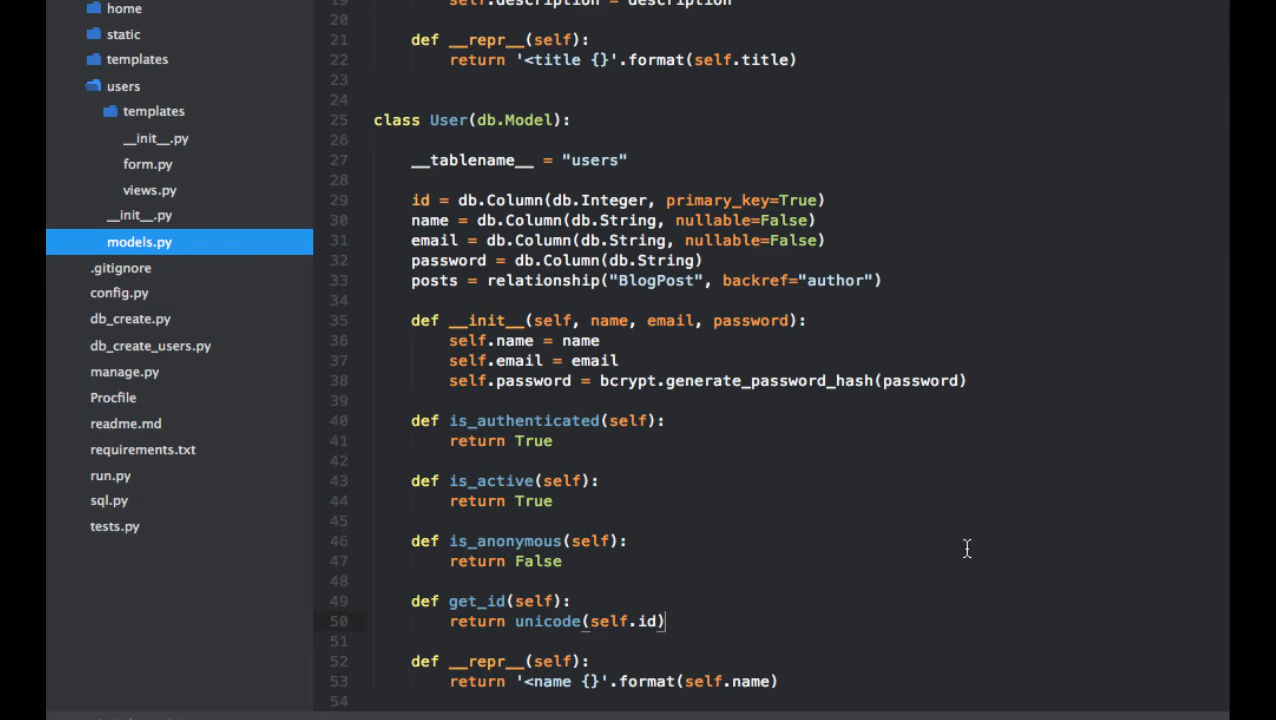 home
static
templates
users
templates
__init__.py
form.py
views.py
__init__.py
models.py
.gitignore
config.py
db_create.py
db_create_users.py
manage.py
Procfile
readme.md
requirements.txt
run.py
sql.py
tests.py
19 self.description = description
20
21 def __repr__(self):
22 return '<title {}'.format(self.title)
23
24
25 class User(db.Model):
26
27 __tablename__ = "users"
28
29 id = db.Column(db.Integer, primary_key=True)
30 name = db.Column(db.String, nullable=False)
31 email = db.Column(db.String, nullable=False)
32 password = db.Column(db.String)
33 posts = relationship("BlogPost", backref="author")
34
35 def __init__(self, name, email, password):
36 self.name = name
37 self.email = email
38 self.password = bcrypt.generate_password_hash(password)
39
40 def is_authenticated(self):
41 return True
42
43 def is_active(self):
44 return True
45
46 def is_anonymous(self):
47 return False
48
49 def get_id(self):
50 return unicode(self.id)
51
52 def __repr__(self):
53 return '<name {}'.format(self.name)
54